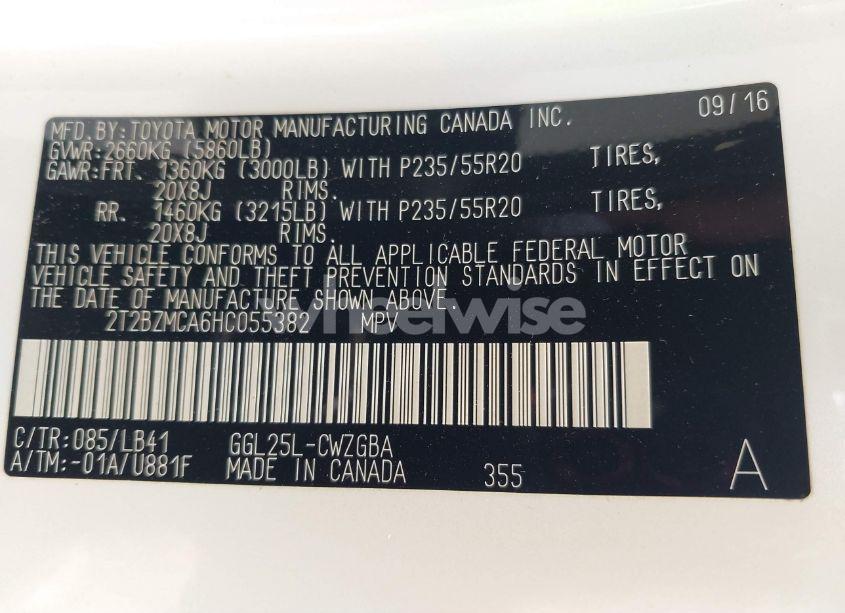 09/16
MFD.BY:TOYOTA MOTOR MANUFACTURING CANADA INC.
GVWR:2660KG (5860LB)
GAWR:FRT. 1360KG (3000LB) WITH P235/55R20 TIRES,
20X8J RIMS.
RR. 1460KG (3215LB) WITH P235/55R20 TIRES,
20X8J RIMS.
THIS VEHICLE CONFORMS TO ALL APPLICABLE FEDERAL MOTOR
VEHICLE SAFETY AND THEFT PREVENTION STANDARDS IN EFFECT ON
THE DATE OF MANUFACTURE SHOWN ABOVE.
wheelwise
2T2BZMCA6HC055382 MPV
C/TR:085/LB41 GGL25L-CWZGBA
A/TM:-01A/U881F MADE IN CANADA 355 A